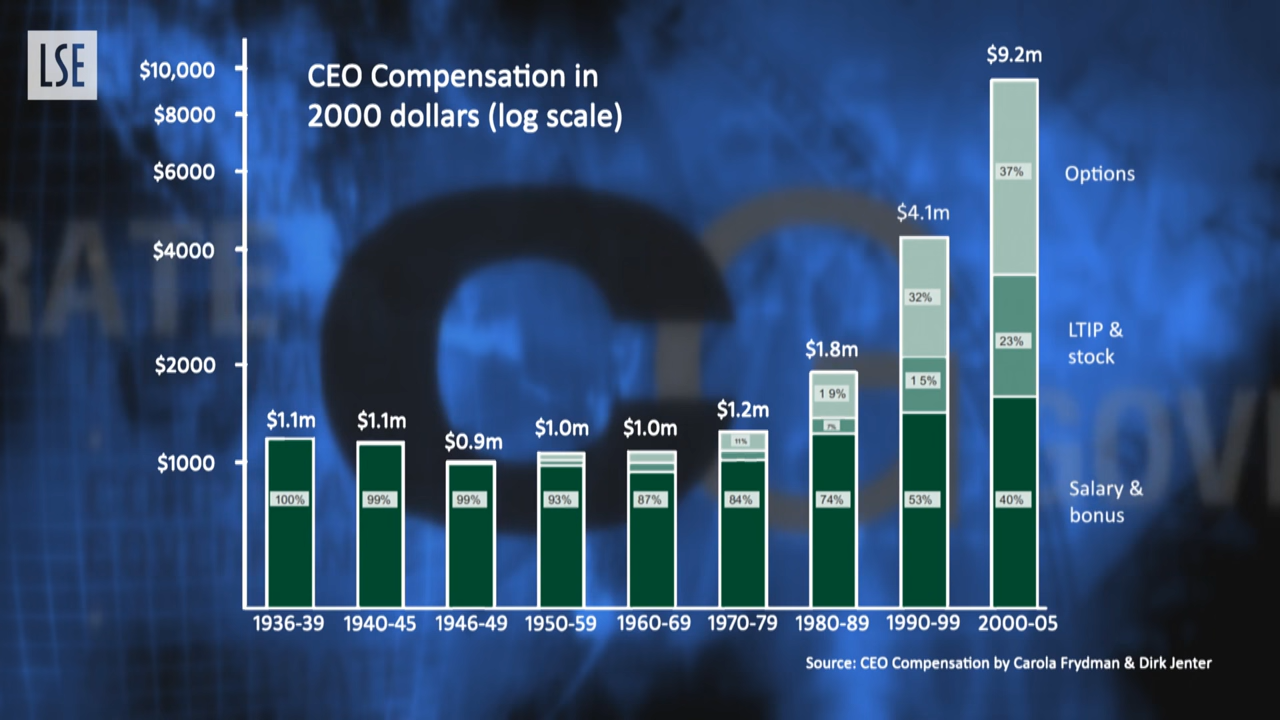 LSE
CEO Compensation in
2000 dollars (log scale)
$10,000
$8000
$6000
$4000
$2000
$1000
$1.1m
$1.1m
$0.9m
$1.0m
$1.0m
$1.2m
$1.8m
$4.1m
$9.2m
100%
99%
99%
93%
87%
11%
84%
1 9%
7%
74%
32%
1 5%
53%
37%
23%
40%
Options
LTIP &
stock
Salary &
bonus
1936-39 1940-45 1946-49 1950-59 1960-69 1970-79 1980-89 1990-99 2000-05
Source: CEO Compensation by Carola Frydman & Dirk Jenter
RATE
CG
GOVE